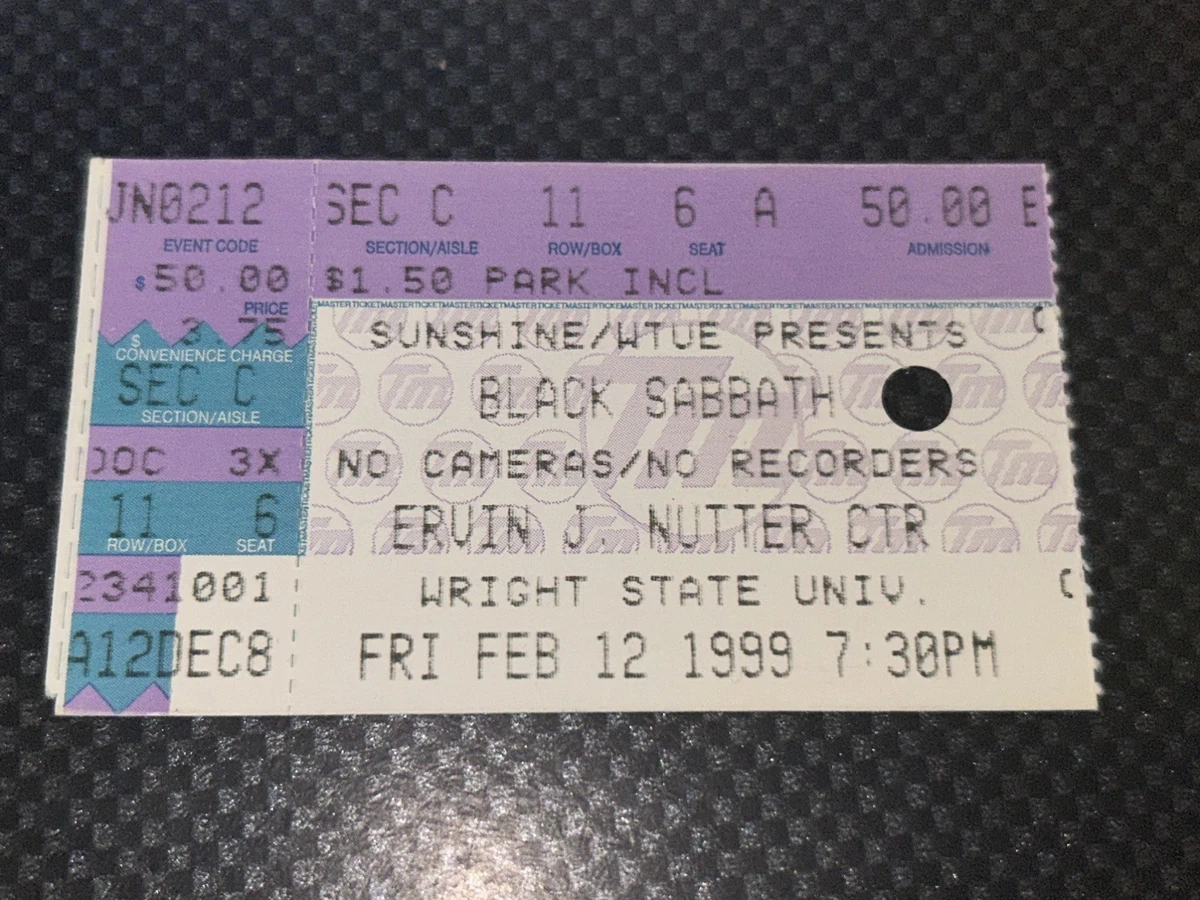 JN0212
EVENT CODE
$50.00
PRICE
3.75
$
CONVENIENCE CHARGE
SEC C
SECTION/AISLE
3X
11 6
ROW/BOX SEAT
2341001
A12DEC8
SEC C 11 6 A 50.00 E
SECTION/AISLE ROW/BOX SEAT ADMISSION
$1.50 PARK INCL
MASTERTICKETMASTERTICKETMASTERTICKETMASTERTICKETMASTERTICKETMASTERTICKET
SUNSHINE/WTUE PRESENTS
BLACK SABBATH
NO CAMERAS/NO RECORDERS
ERVIN J. NUTTER CTR
WRIGHT STATE UNIV.
FRI FEB 12 1999 7:30PM